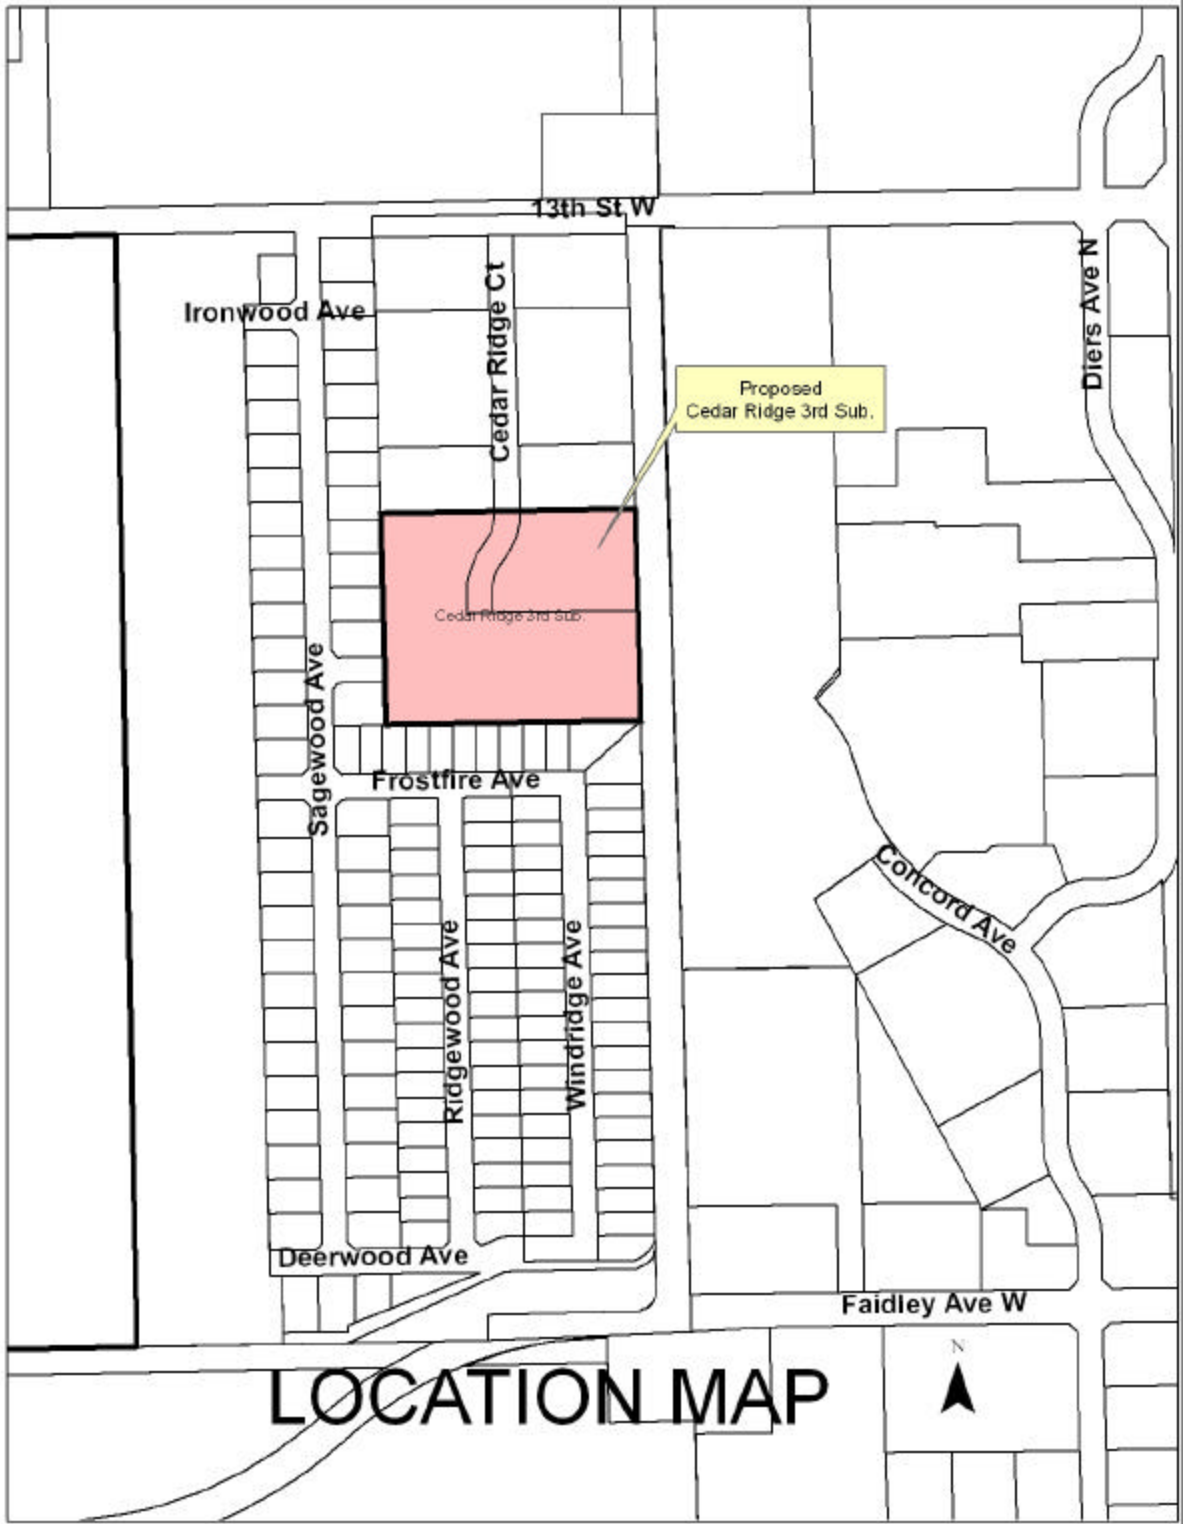 13th St W
Ironwood Ave
Cedar Ridge Ct
Diers Ave N
Proposed
Cedar Ridge 3rd Sub.
Cedar Ridge 3rd Sub.
Sagewood Ave
Frostfire Ave
Concord Ave
Ridgewood Ave
Windridge Ave
Deerwood Ave
Faidley Ave W
N
LOCATION MAP